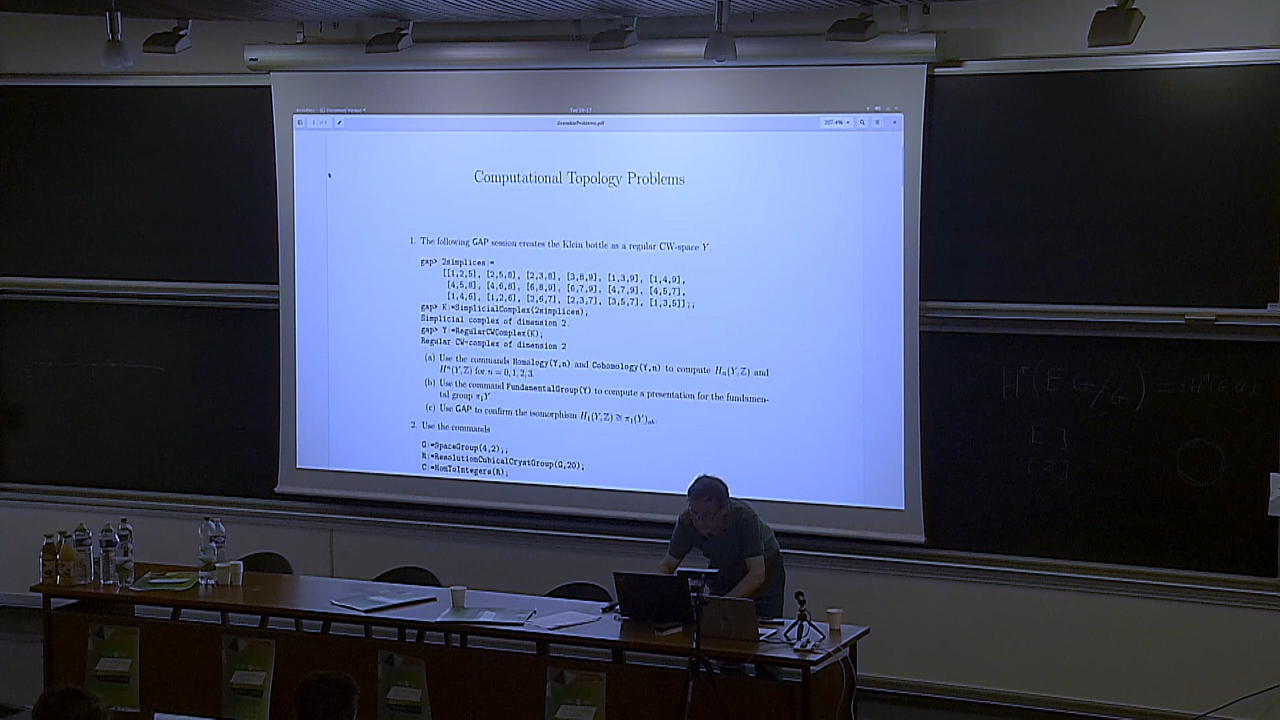 GrenobleProblems.pdf
207.4%
Computational Topology Problems
1. The following GAP session creates the Klein bottle as a regular CW-space Y.
gap> 2simplices:=
[[1,2,5], [2,5,8], [2,3,8], [3,8,9], [1,3,9], [1,4,9],
[4,5,8], [4,6,8], [6,8,9], [6,7,9], [4,7,9], [4,5,7],
[1,4,6], [1,2,6], [2,6,7], [2,3,7], [3,5,7], [1,3,5]];;
gap> K:=SimplicialComplex(2simplices);
Simplicial complex of dimension 2.
gap> Y:=RegularCWComplex(K);
Regular CW-complex of dimension 2
(a) Use the commands Homology(Y,n) and Cohomology(Y,n) to compute Hₙ(Y,ℤ) and
Hⁿ(Y,ℤ) for n = 0,1,2,3.
(b) Use the command FundamentalGroup(Y) to compute a presentation for the fundamen-
tal group π₁Y.
(c) Use GAP to confirm the isomorphism H₁(Y,ℤ) ≅ π₁(Y)ab.
2. Use the commands
G:=SpaceGroup(4,2);;
R:=ResolutionCubicalCrystGroup(G,20);
C:=HomToIntegers(R);